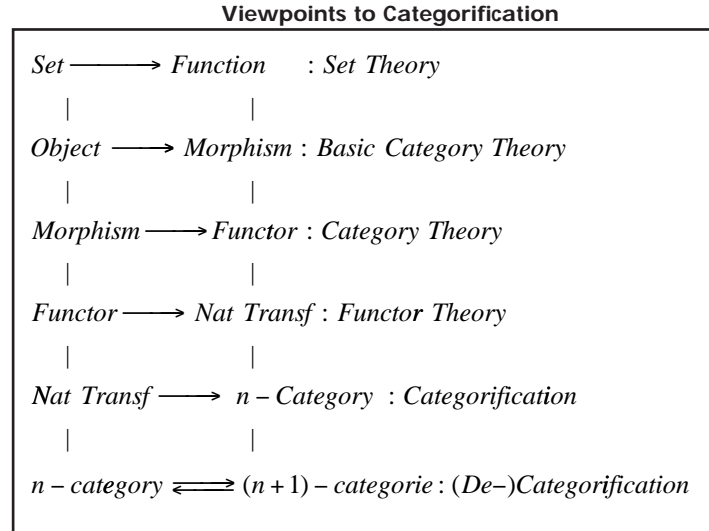 Viewpoints to Categorification
Set ⟶ Function : Set Theory
| |
Object ⟶ Morphism : Basic Category Theory
| |
Morphism ⟶ Functor : Category Theory
| |
Functor ⟶ Nat Transf : Functor Theory
| |
Nat Transf ⟶ n – Category : Categorification
| |
n – category ⇌ (n + 1) – categorie : (De–)Categorification